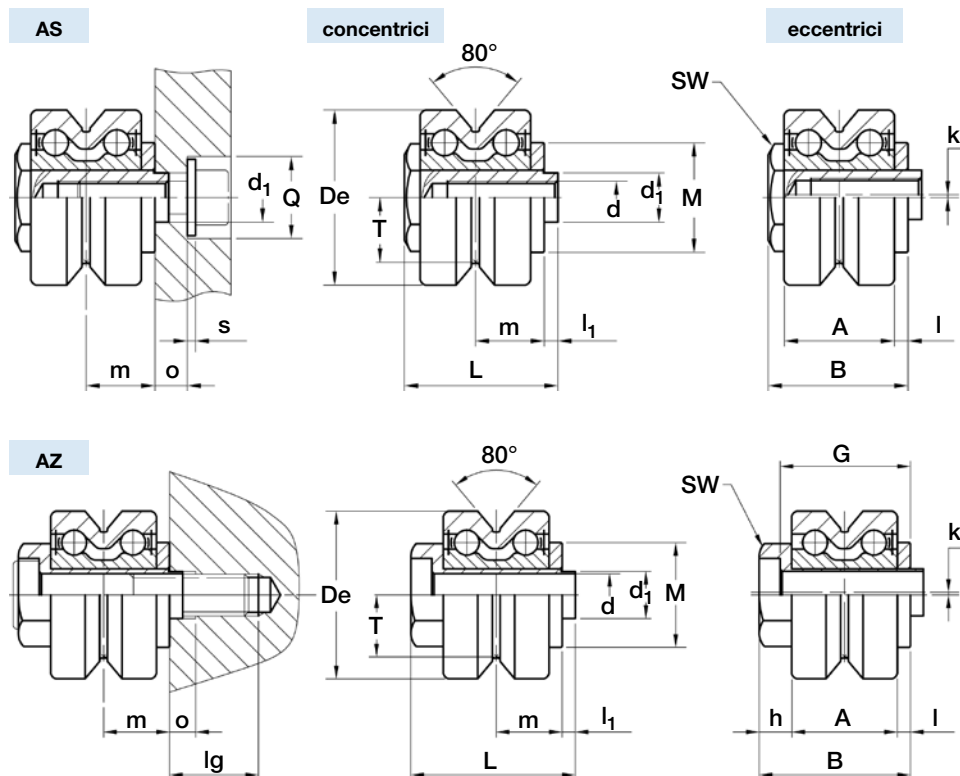 AS
concentrici
eccentrici
80°
SW
k
d1
Q
De
T
d
d1
M
s
m
o
m
l1
L
A
l
B
AZ
80°
G
SW
k
De
T
d
d1
M
m
o
lg
m
l1
L
h
A
l
B